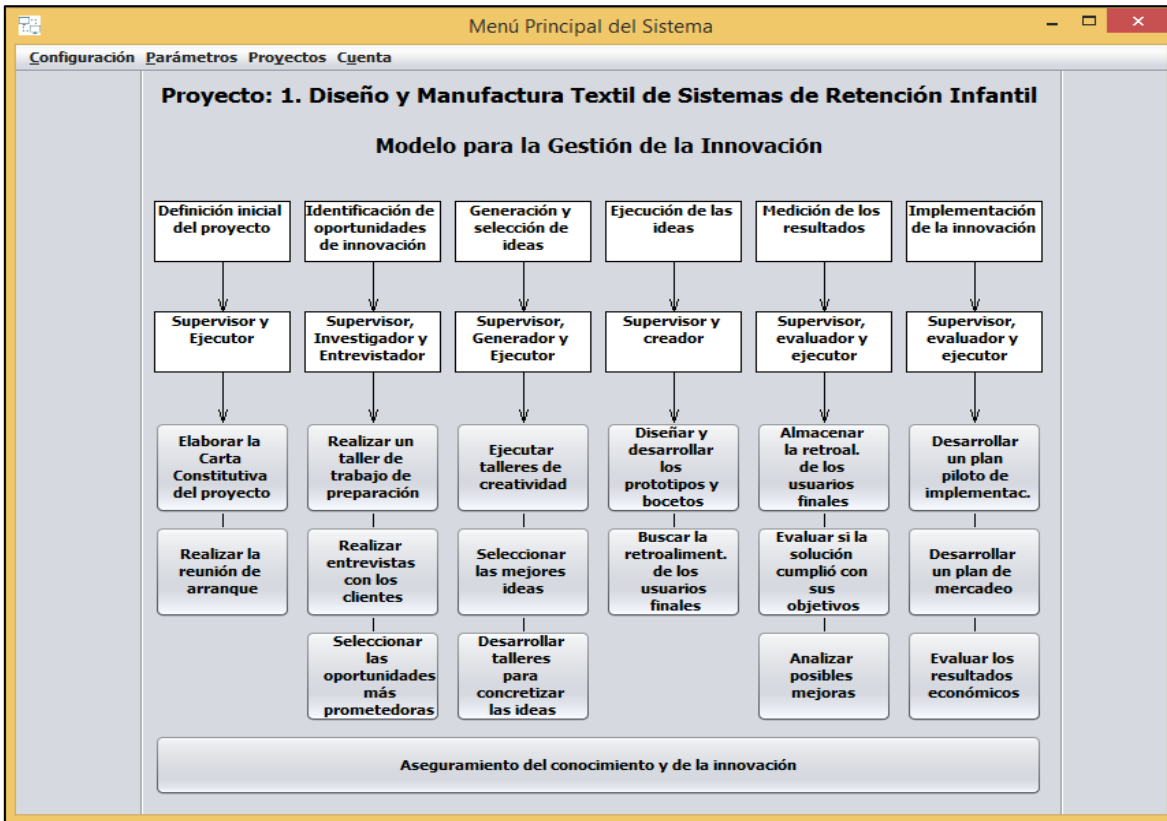 Menú Principal del Sistema
Configuración Parámetros Proyectos Cuenta
Proyecto: 1. Diseño y Manufactura Textil de Sistemas de Retención Infantil
Modelo para la Gestión de la Innovación
Definición inicial
del proyecto
Identificación de
oportunidades
de innovación
Generación y
selección de
ideas
Ejecución de las
ideas
Medición de los
resultados
Implementación
de la innovación
Supervisor y
Ejecutor
Supervisor,
Investigador y
Entrevistador
Supervisor,
Generador y
Ejecutor
Supervisor y
creador
Supervisor,
evaluador y
ejecutor
Supervisor,
evaluador y
ejecutor
Elaborar la
Carta
Constitutiva
del proyecto
Realizar un
taller de
trabajo de
preparación
Ejecutar
talleres de
creatividad
Diseñar y
desarrollar
los
prototipos y
bocetos
Almacenar
la retroal.
de los
usuarios
finales
Desarrollar
un plan
piloto de
implementac.
Realizar la
reunión de
arranque
Realizar
entrevistas
con los
clientes
Seleccionar
las mejores
ideas
Buscar la
retroaliment.
de los
usuarios
finales
Evaluar si la
solución
cumplió con
sus
objetivos
Desarrollar
un plan de
mercadeo
Seleccionar
las
oportunidades
más
prometedoras
Desarrollar
talleres
para
concretizar
las ideas
Analizar
posibles
mejoras
Evaluar los
resultados
económicos
Aseguramiento del conocimiento y de la innovación